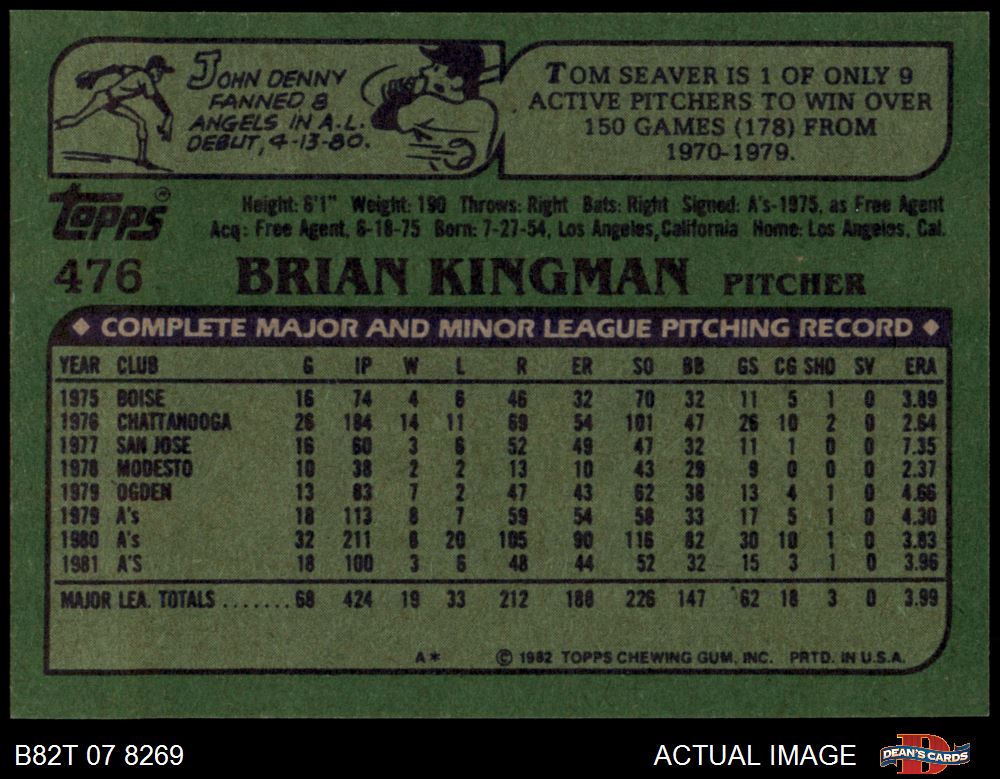 JOHN DENNY
FANNED 8
ANGELS IN A.L.
DEBUT, 4-13-80.
TOM SEAVER IS 1 OF ONLY 9
ACTIVE PITCHERS TO WIN OVER
150 GAMES (178) FROM
1970-1979.
Topps®
Height: 6'1" Weight: 190 Throws: Right Bats: Right Signed: A's-1975, as Free Agent
Acq: Free Agent, 6-18-75 Born: 7-27-54, Los Angeles, California Home: Los Angeles, Cal.
476 BRIAN KINGMAN PITCHER
◆ COMPLETE MAJOR AND MINOR LEAGUE PITCHING RECORD ◆
YEAR CLUB G IP W L R ER SO BB GS CG SHO SV ERA
1975 BOISE 16 74 4 6 46 32 70 32 11 5 1 0 3.89
1976 CHATTANOOGA 26 184 14 11 69 54 101 47 26 10 2 0 2.64
1977 SAN JOSE 16 60 3 6 52 49 47 32 11 1 0 0 7.35
1978 MODESTO 10 38 2 2 13 10 43 29 9 0 0 0 2.37
1979 OGDEN 13 83 7 2 47 43 62 38 13 4 1 0 4.66
1979 A's 18 113 8 7 59 54 58 33 17 5 1 0 4.30
1980 A's 32 211 8 20 105 90 116 82 30 10 1 0 3.83
1981 A'S 18 100 3 6 48 44 52 32 15 3 1 0 3.96
MAJOR LEA. TOTALS ....... 68 424 19 33 212 188 226 147 62 18 3 0 3.99
A* © 1982 TOPPS CHEWING GUM, INC. PRTD. IN U.S.A.
B82T 07 8269 ACTUAL IMAGE DEAN'S CARDS